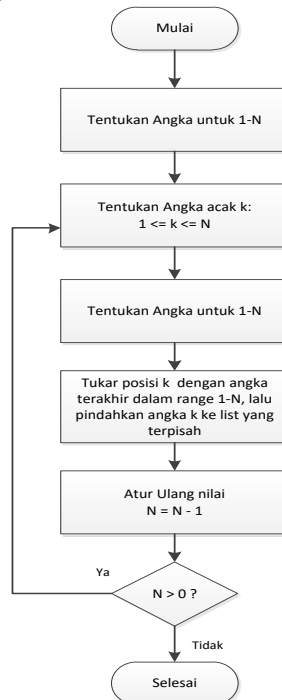 Mulai
Tentukan Angka untuk 1-N
Tentukan Angka acak k:
1 <= k <= N
Tentukan Angka untuk 1-N
Tukar posisi k dengan angka
terakhir dalam range 1-N, lalu
pindahkan angka k ke list yang
terpisah
Atur Ulang nilai
N = N - 1
Ya
N > 0 ?
Tidak
Selesai